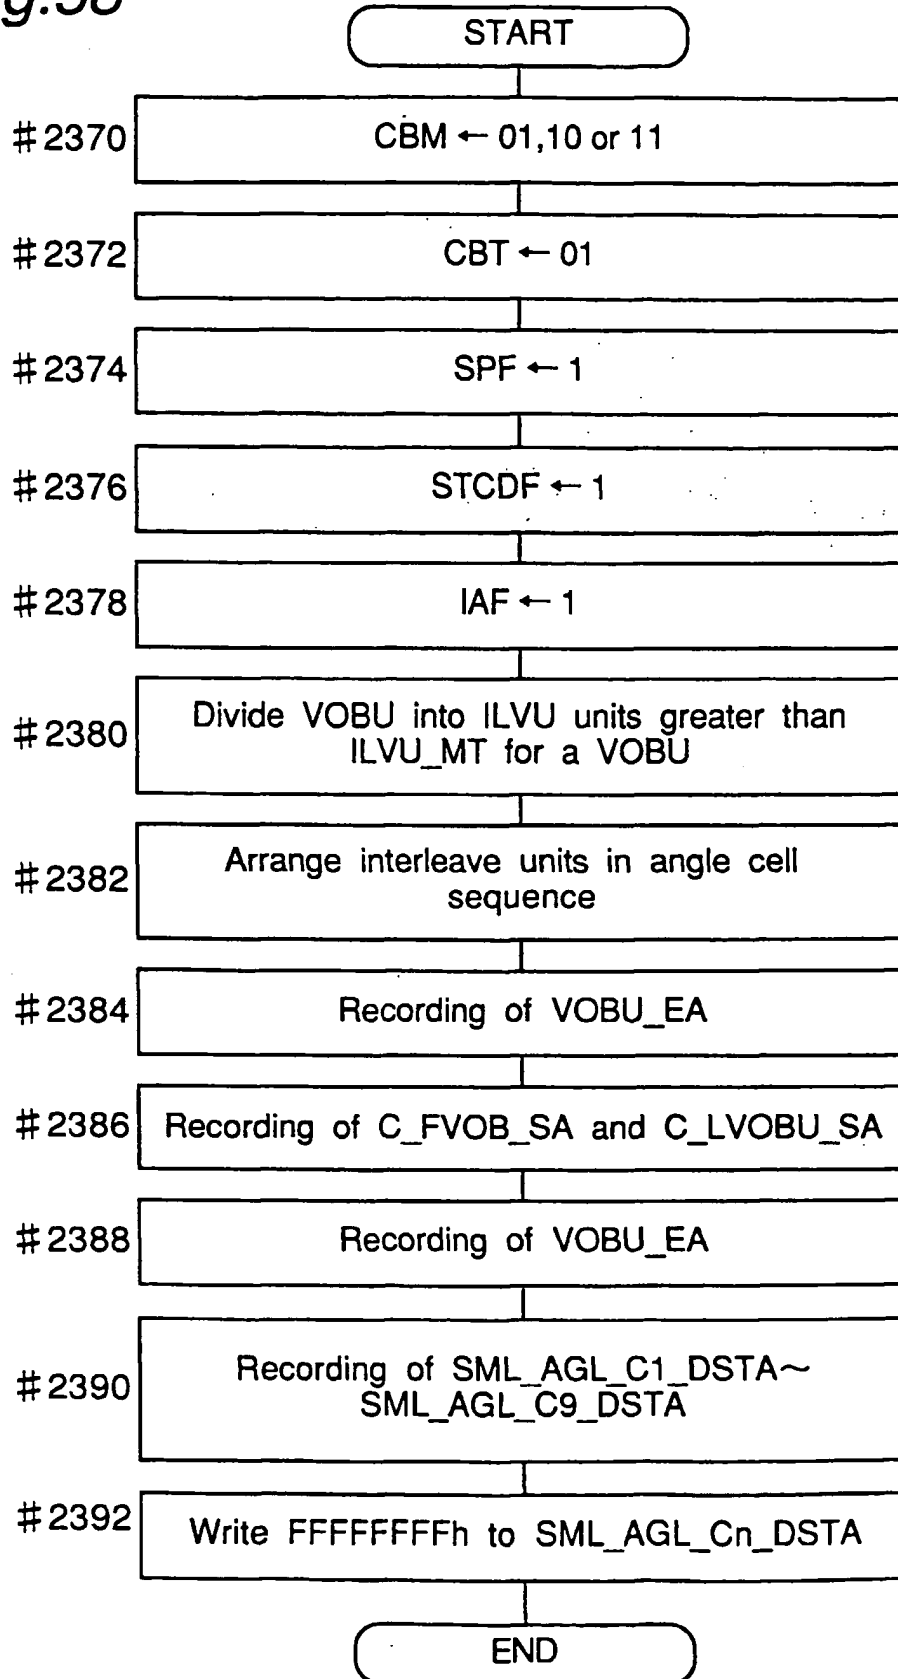 g.58
START
#2370
CBM ← 01,10 or 11
#2372
CBT ← 01
#2374
SPF ← 1
#2376
STCDF ← 1
#2378
IAF ← 1
#2380
Divide VOBU into ILVU units greater than
ILVU_MT for a VOBU
#2382
Arrange interleave units in angle cell
sequence
#2384
Recording of VOBU_EA
#2386
Recording of C_FVOB_SA and C_LVOBU_SA
#2388
Recording of VOBU_EA
#2390
Recording of SML_AGL_C1_DSTA~
SML_AGL_C9_DSTA
#2392
Write FFFFFFFFh to SML_AGL_Cn_DSTA
END